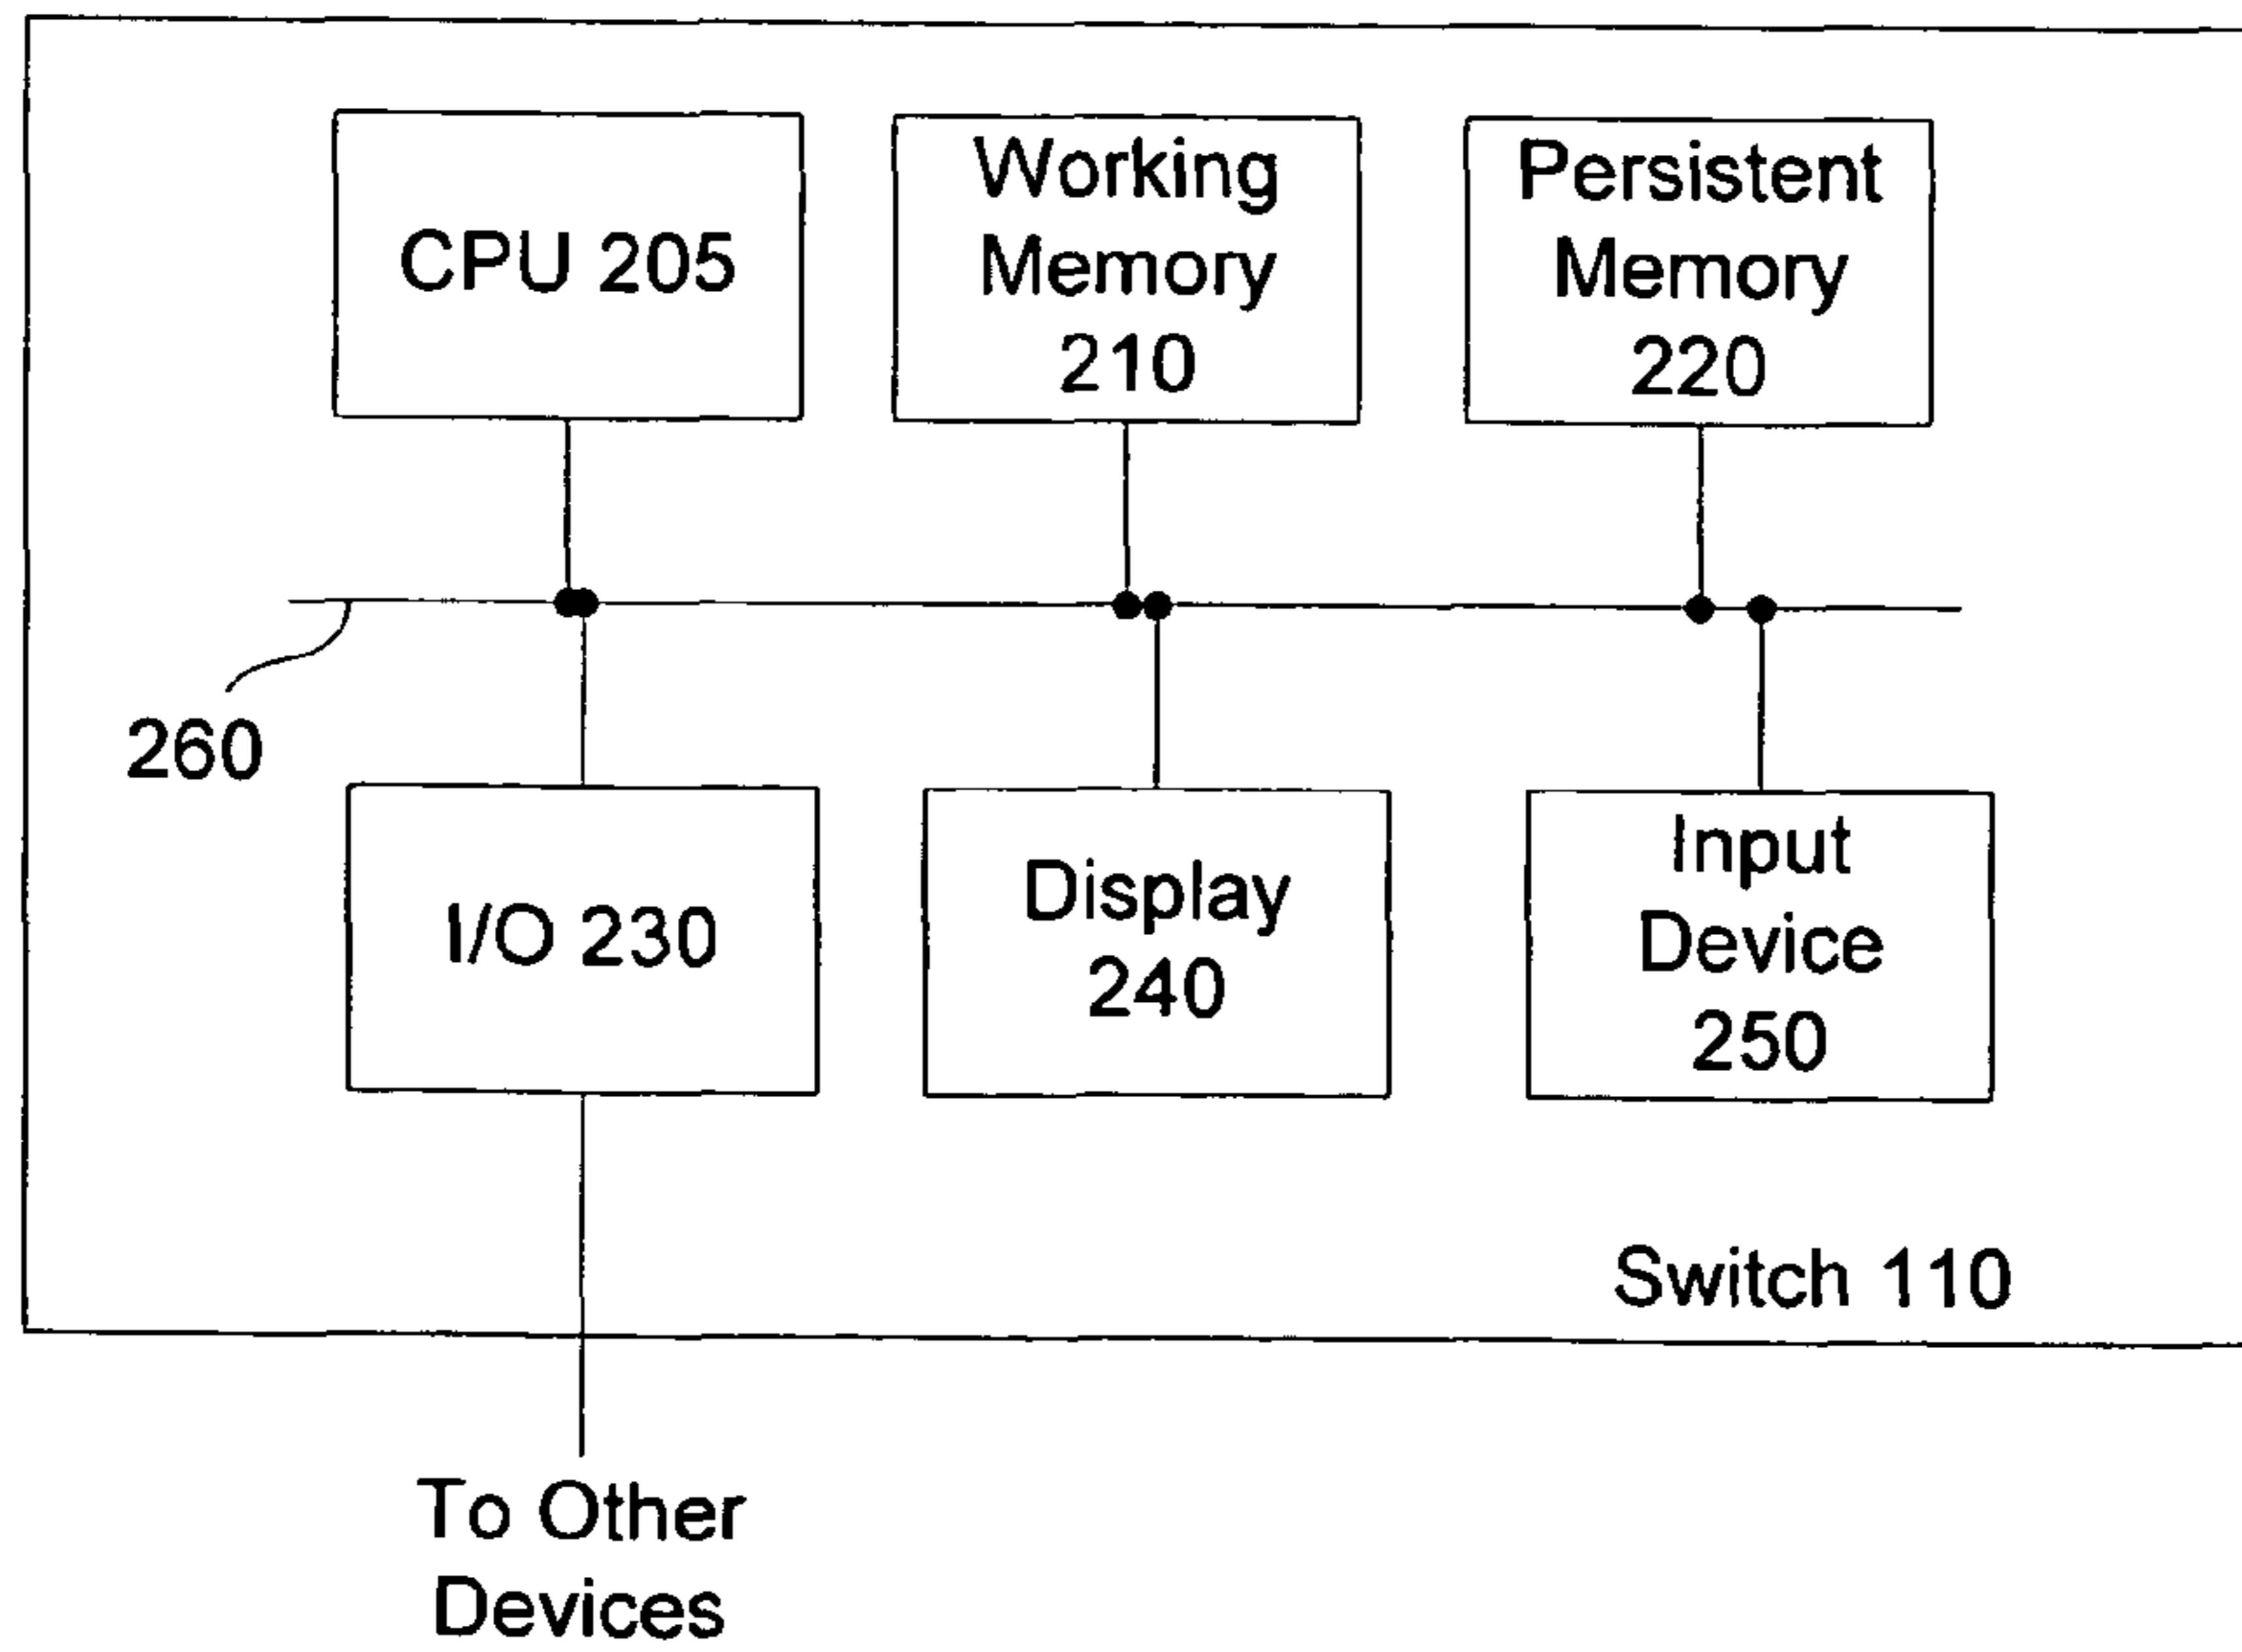 CPU 205
Working
Memory
210
Persistent
Memory
220
260
I/O 230
Display
240
Input
Device
250
Switch 110
To Other
Devices